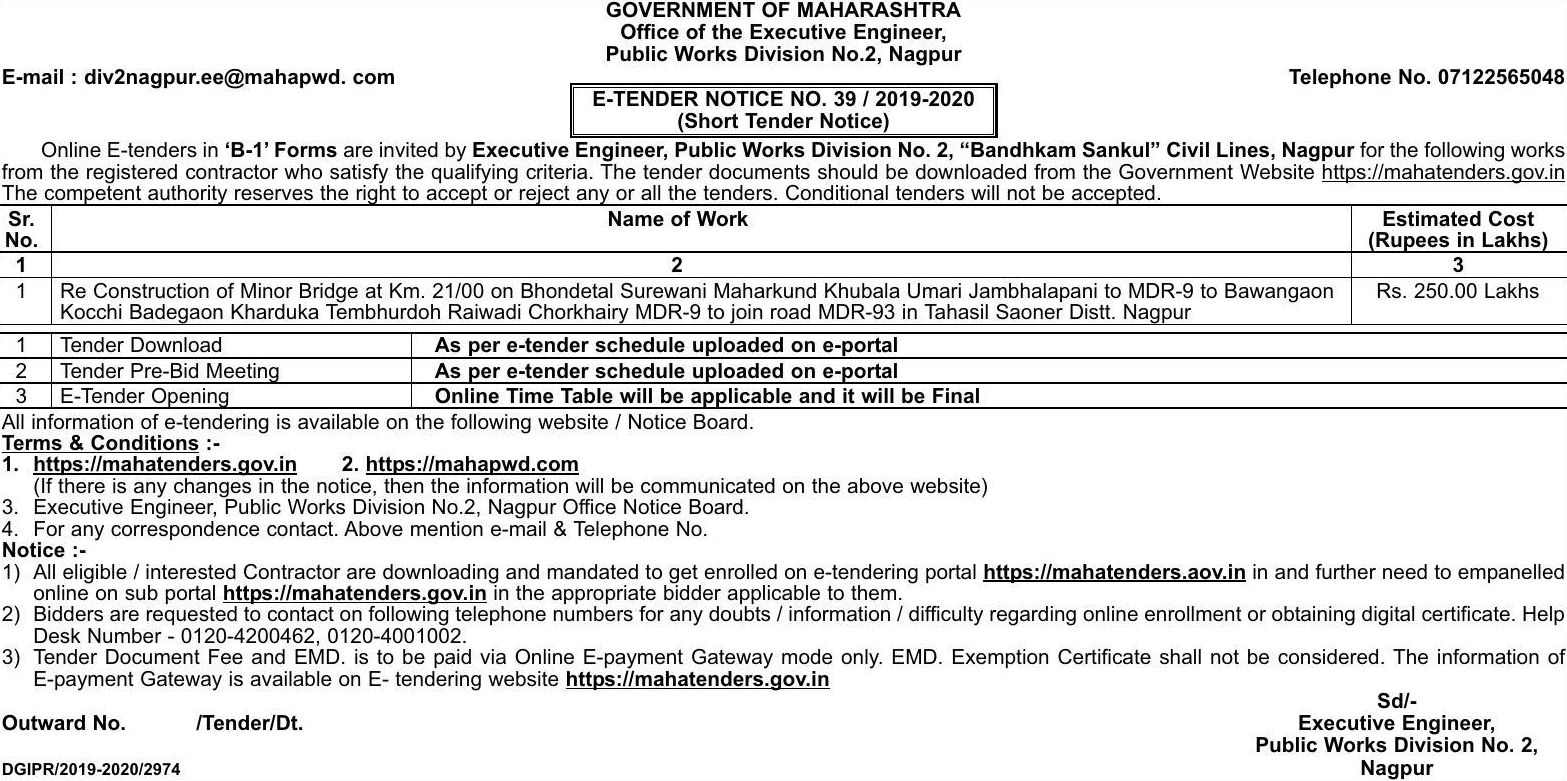 GOVERNMENT OF MAHARASHTRA
Office of the Executive Engineer,
Public Works Division No.2, Nagpur
E-mail : div2nagpur.ee@mahapwd. com Telephone No. 07122565048
E-TENDER NOTICE NO. 39 / 2019-2020
(Short Tender Notice)
Online E-tenders in ‘B-1’ Forms are invited by Executive Engineer, Public Works Division No. 2, “Bandhkam Sankul” Civil Lines, Nagpur for the following works
from the registered contractor who satisfy the qualifying criteria. The tender documents should be downloaded from the Government Website https://mahatenders.gov.in
The competent authority reserves the right to accept or reject any or all the tenders. Conditional tenders will not be accepted.
Sr. No. Name of Work Estimated Cost (Rupees in Lakhs)
1 2 3
1 Re Construction of Minor Bridge at Km. 21/00 on Bhondetal Surewani Maharkund Khubala Umari Jambhalapani to MDR-9 to Bawangaon Rs. 250.00 Lakhs
Kocchi Badegaon Kharduka Tembhurdoh Raiwadi Chorkhairy MDR-9 to join road MDR-93 in Tahasil Saoner Distt. Nagpur
1 Tender Download As per e-tender schedule uploaded on e-portal
2 Tender Pre-Bid Meeting As per e-tender schedule uploaded on e-portal
3 E-Tender Opening Online Time Table will be applicable and it will be Final
All information of e-tendering is available on the following website / Notice Board.
Terms & Conditions :-
1. https://mahatenders.gov.in 2. https://mahapwd.com
(If there is any changes in the notice, then the information will be communicated on the above website)
3. Executive Engineer, Public Works Division No.2, Nagpur Office Notice Board.
4. For any correspondence contact. Above mention e-mail & Telephone No.
Notice :-
1) All eligible / interested Contractor are downloading and mandated to get enrolled on e-tendering portal https://mahatenders.aov.in in and further need to empanelled
online on sub portal https://mahatenders.gov.in in the appropriate bidder applicable to them.
2) Bidders are requested to contact on following telephone numbers for any doubts / information / difficulty regarding online enrollment or obtaining digital certificate. Help
Desk Number - 0120-4200462, 0120-4001002.
3) Tender Document Fee and EMD. is to be paid via Online E-payment Gateway mode only. EMD. Exemption Certificate shall not be considered. The information of
E-payment Gateway is available on E- tendering website https://mahatenders.gov.in
Sd/-
Outward No. /Tender/Dt. Executive Engineer,
Public Works Division No. 2,
DGIPR/2019-2020/2974 Nagpur